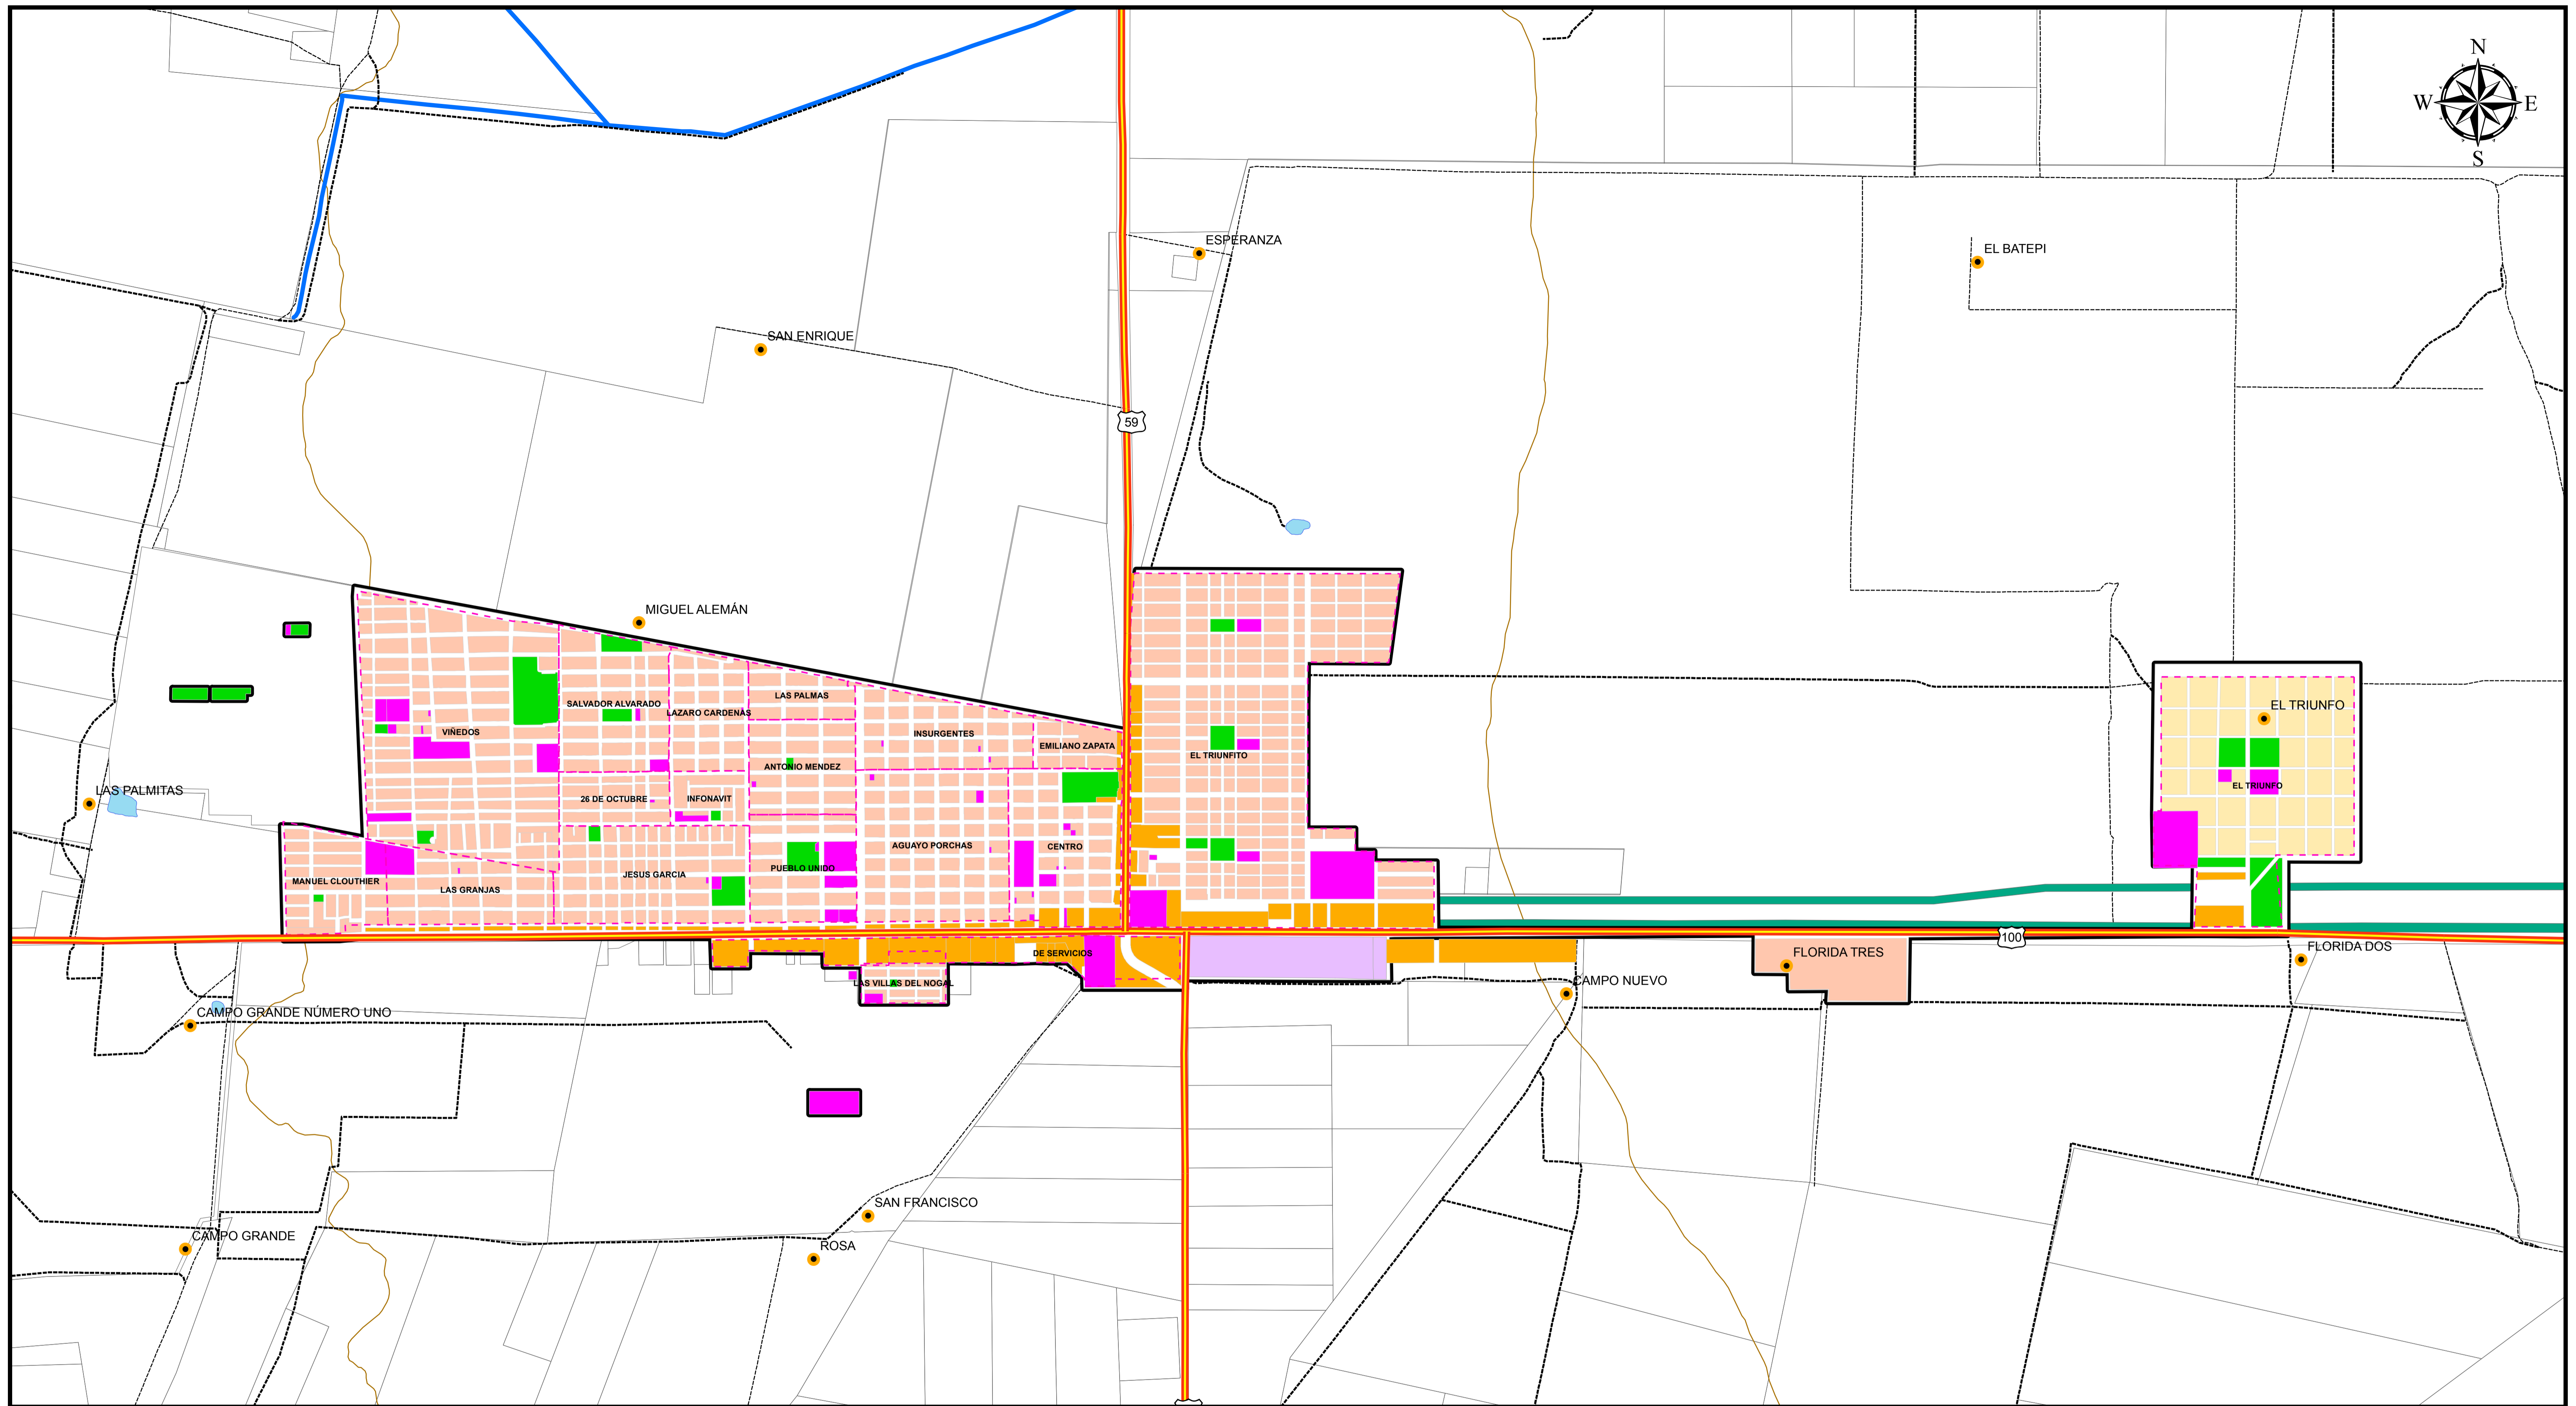 N
W E
S
ESPERANZA
EL BATEPI
SAN ENRIQUE
59
MIGUEL ALEMÁN
LAS PALMAS
SALVADOR ALVARADO
LAZARO CARDENÀS
EL TRIUNFO
VIÑEDOS
INSURGENTES
EMILIANO ZAPATA
EL TRIUNFITO
ANTONIO MENDEZ
EL TRIUNFO
LAS PALMITAS
26 DE OCTUBRE
INFONAVIT
AGUAYO PORCHAS
CENTRO
PUEBLO UNIDO
JESUS GARCIA
MANUEL CLOUTHIER
LAS GRANJAS
100
FLORIDA DOS
DE SERVICIOS
FLORIDA TRES
LAS VILLAS DEL NOGAL
CAMPO NUEVO
CAMPO GRANDE NÚMERO UNO
SAN FRANCISCO
CAMPO GRANDE
ROSA